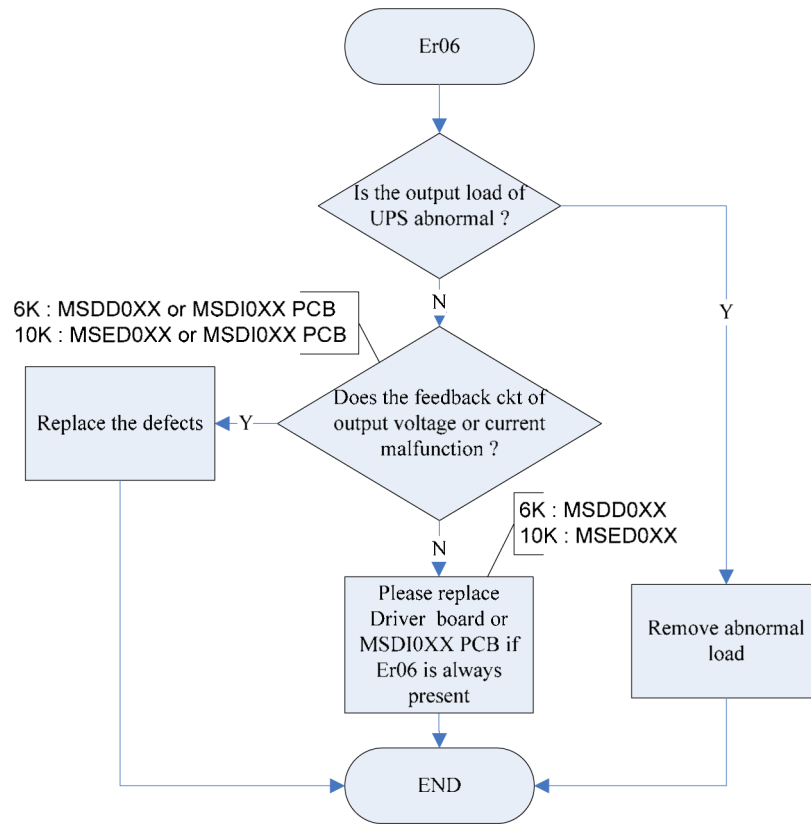 Er06
Is the output load of
UPS abnormal ?
N
Y
6K : MSDD0XX or MSDI0XX PCB
10K : MSED0XX or MSDI0XX PCB
Does the feedback ckt of
output voltage or current
malfunction ?
Y
Replace the defects
N
6K : MSDD0XX
10K : MSED0XX
Please replace
Driver board or
MSDI0XX PCB if
Er06 is always
present
Remove abnormal
load
END